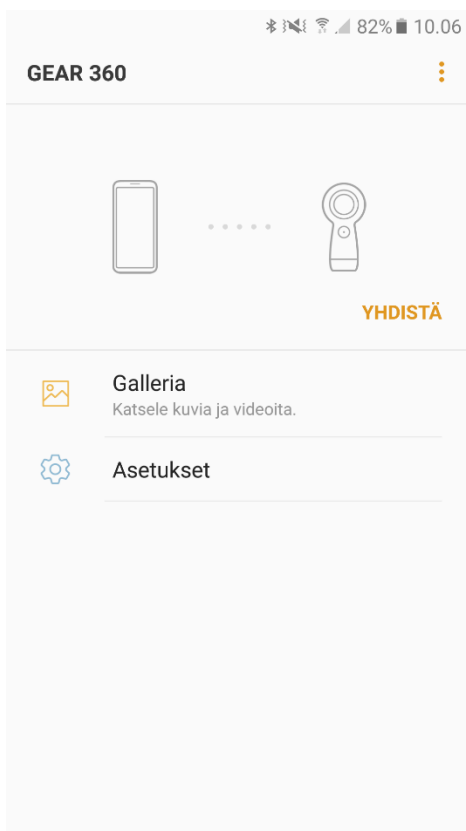 82% 10.06
GEAR 360
YHDISTÄ
Galleria
Katsele kuvia ja videoita.
Asetukset